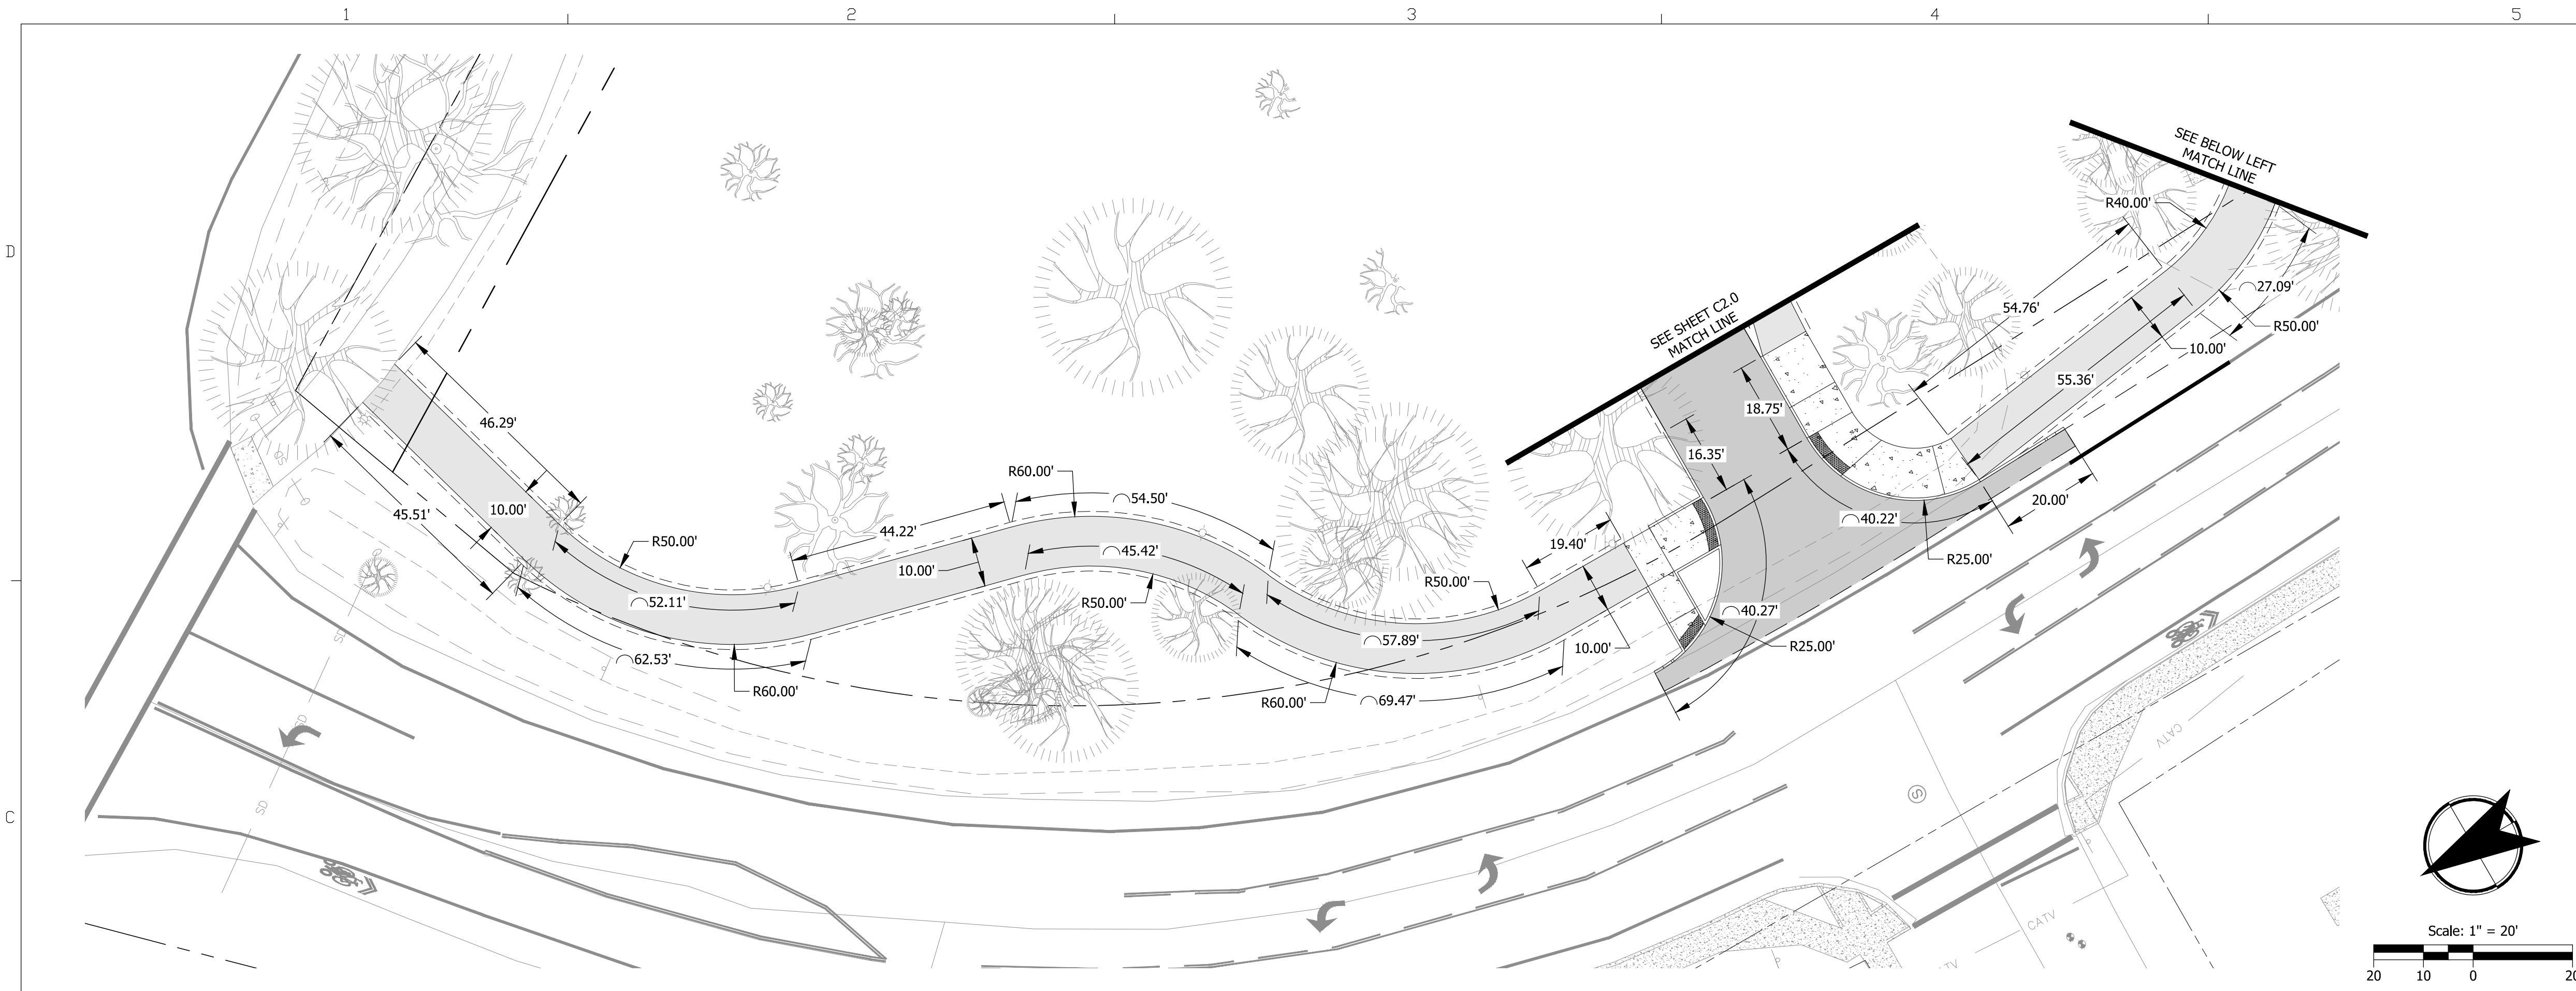 1
2
3
4
5
D
C
SEE BELOW LEFT
MATCH LINE
R40.00'
27.09'
R50.00'
10.00'
54.76'
55.36'
SEE SHEET C2.0
MATCH LINE
18.75'
16.35'
20.00'
40.22'
R25.00'
46.29'
10.00'
45.51'
R50.00'
52.11'
62.53'
R60.00'
44.22'
R60.00'
54.50'
45.42'
10.00'
R50.00'
19.40'
R50.00'
57.89'
10.00'
R60.00'
69.47'
40.27'
R25.00'
SD
SD
SD
SD
S
CATV
CATV
Scale: 1" = 20'
20 10 0 20